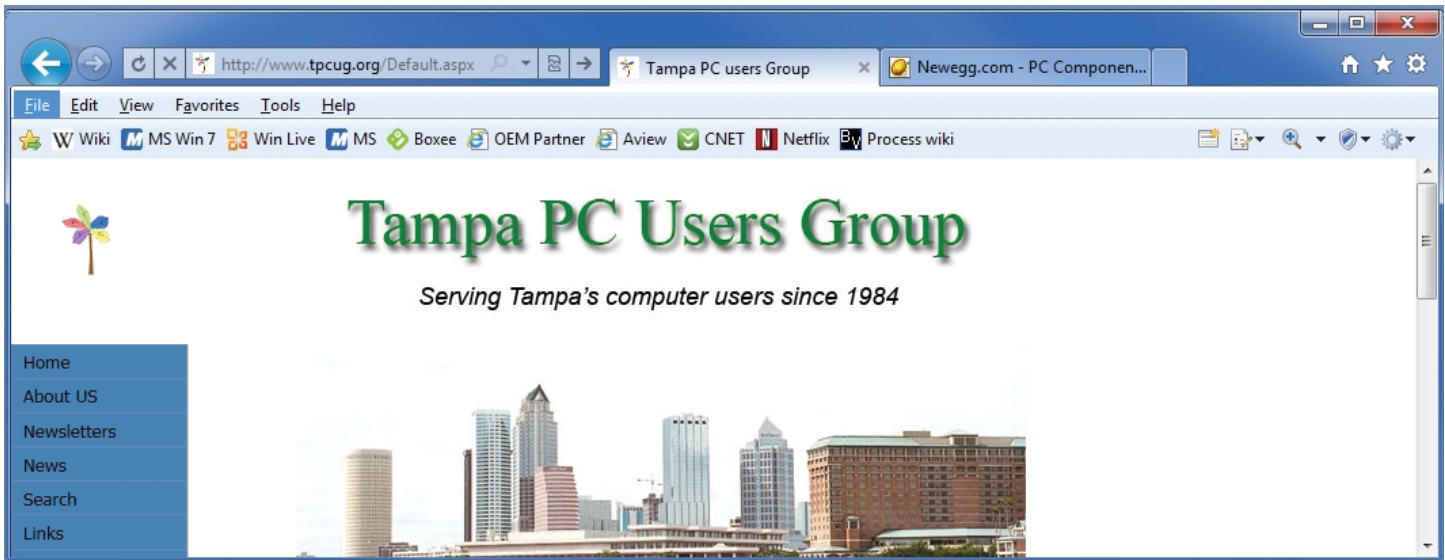 http://www.tpcug.org/Default.aspx
Tampa PC users Group
Newegg.com - PC Componen...
File Edit View Favorites Tools Help
Wiki MS Win 7 Win Live MS Boxee OEM Partner Aview CNET Netflix Process wiki
Tampa PC Users Group
Serving Tampa's computer users since 1984
Home
About US
Newsletters
News
Search
Links